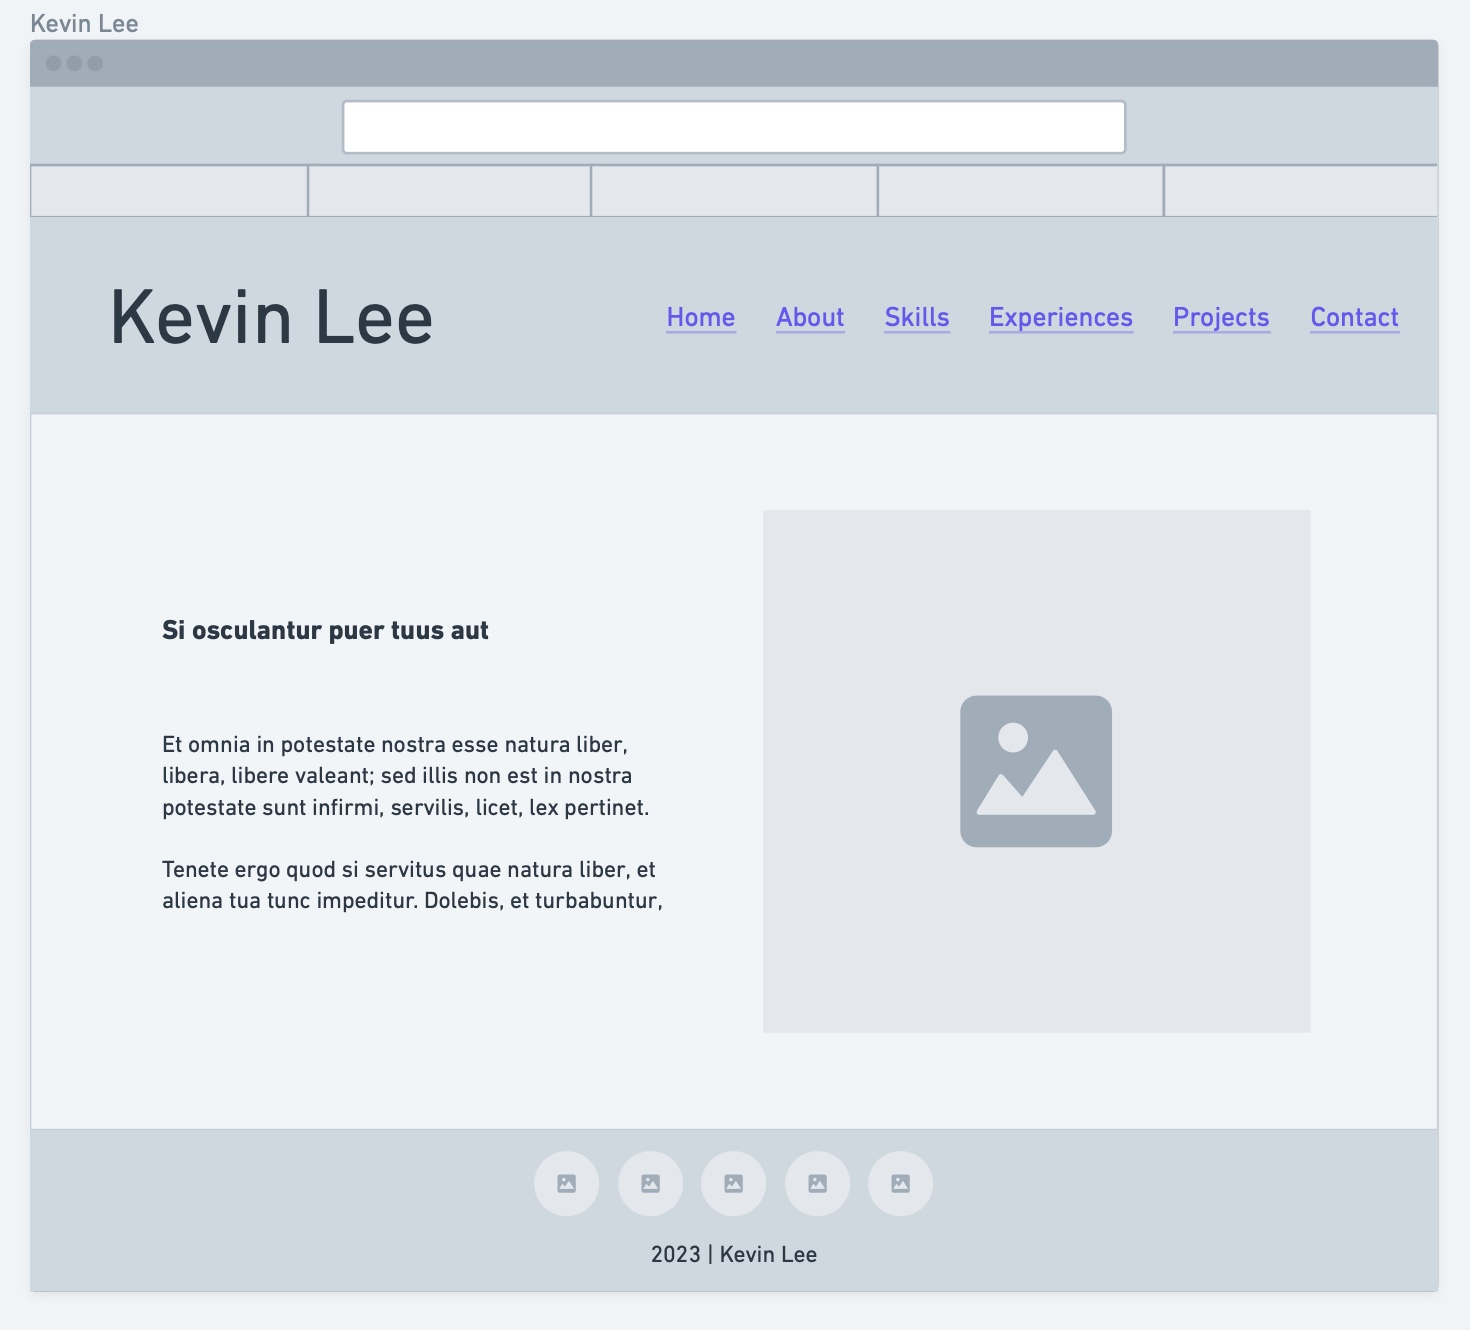 Kevin Lee
Kevin Lee
Home About Skills Experiences Projects Contact
Si osculantur puer tuus aut
Et omnia in potestate nostra esse natura liber,
libera, libere valeant; sed illis non est in nostra
potestate sunt infirmi, servilis, licet, lex pertinet.
Tenete ergo quod si servitus quae natura liber, et
aliena tua tunc impeditur. Dolebis, et turbabuntur,
2023 | Kevin Lee